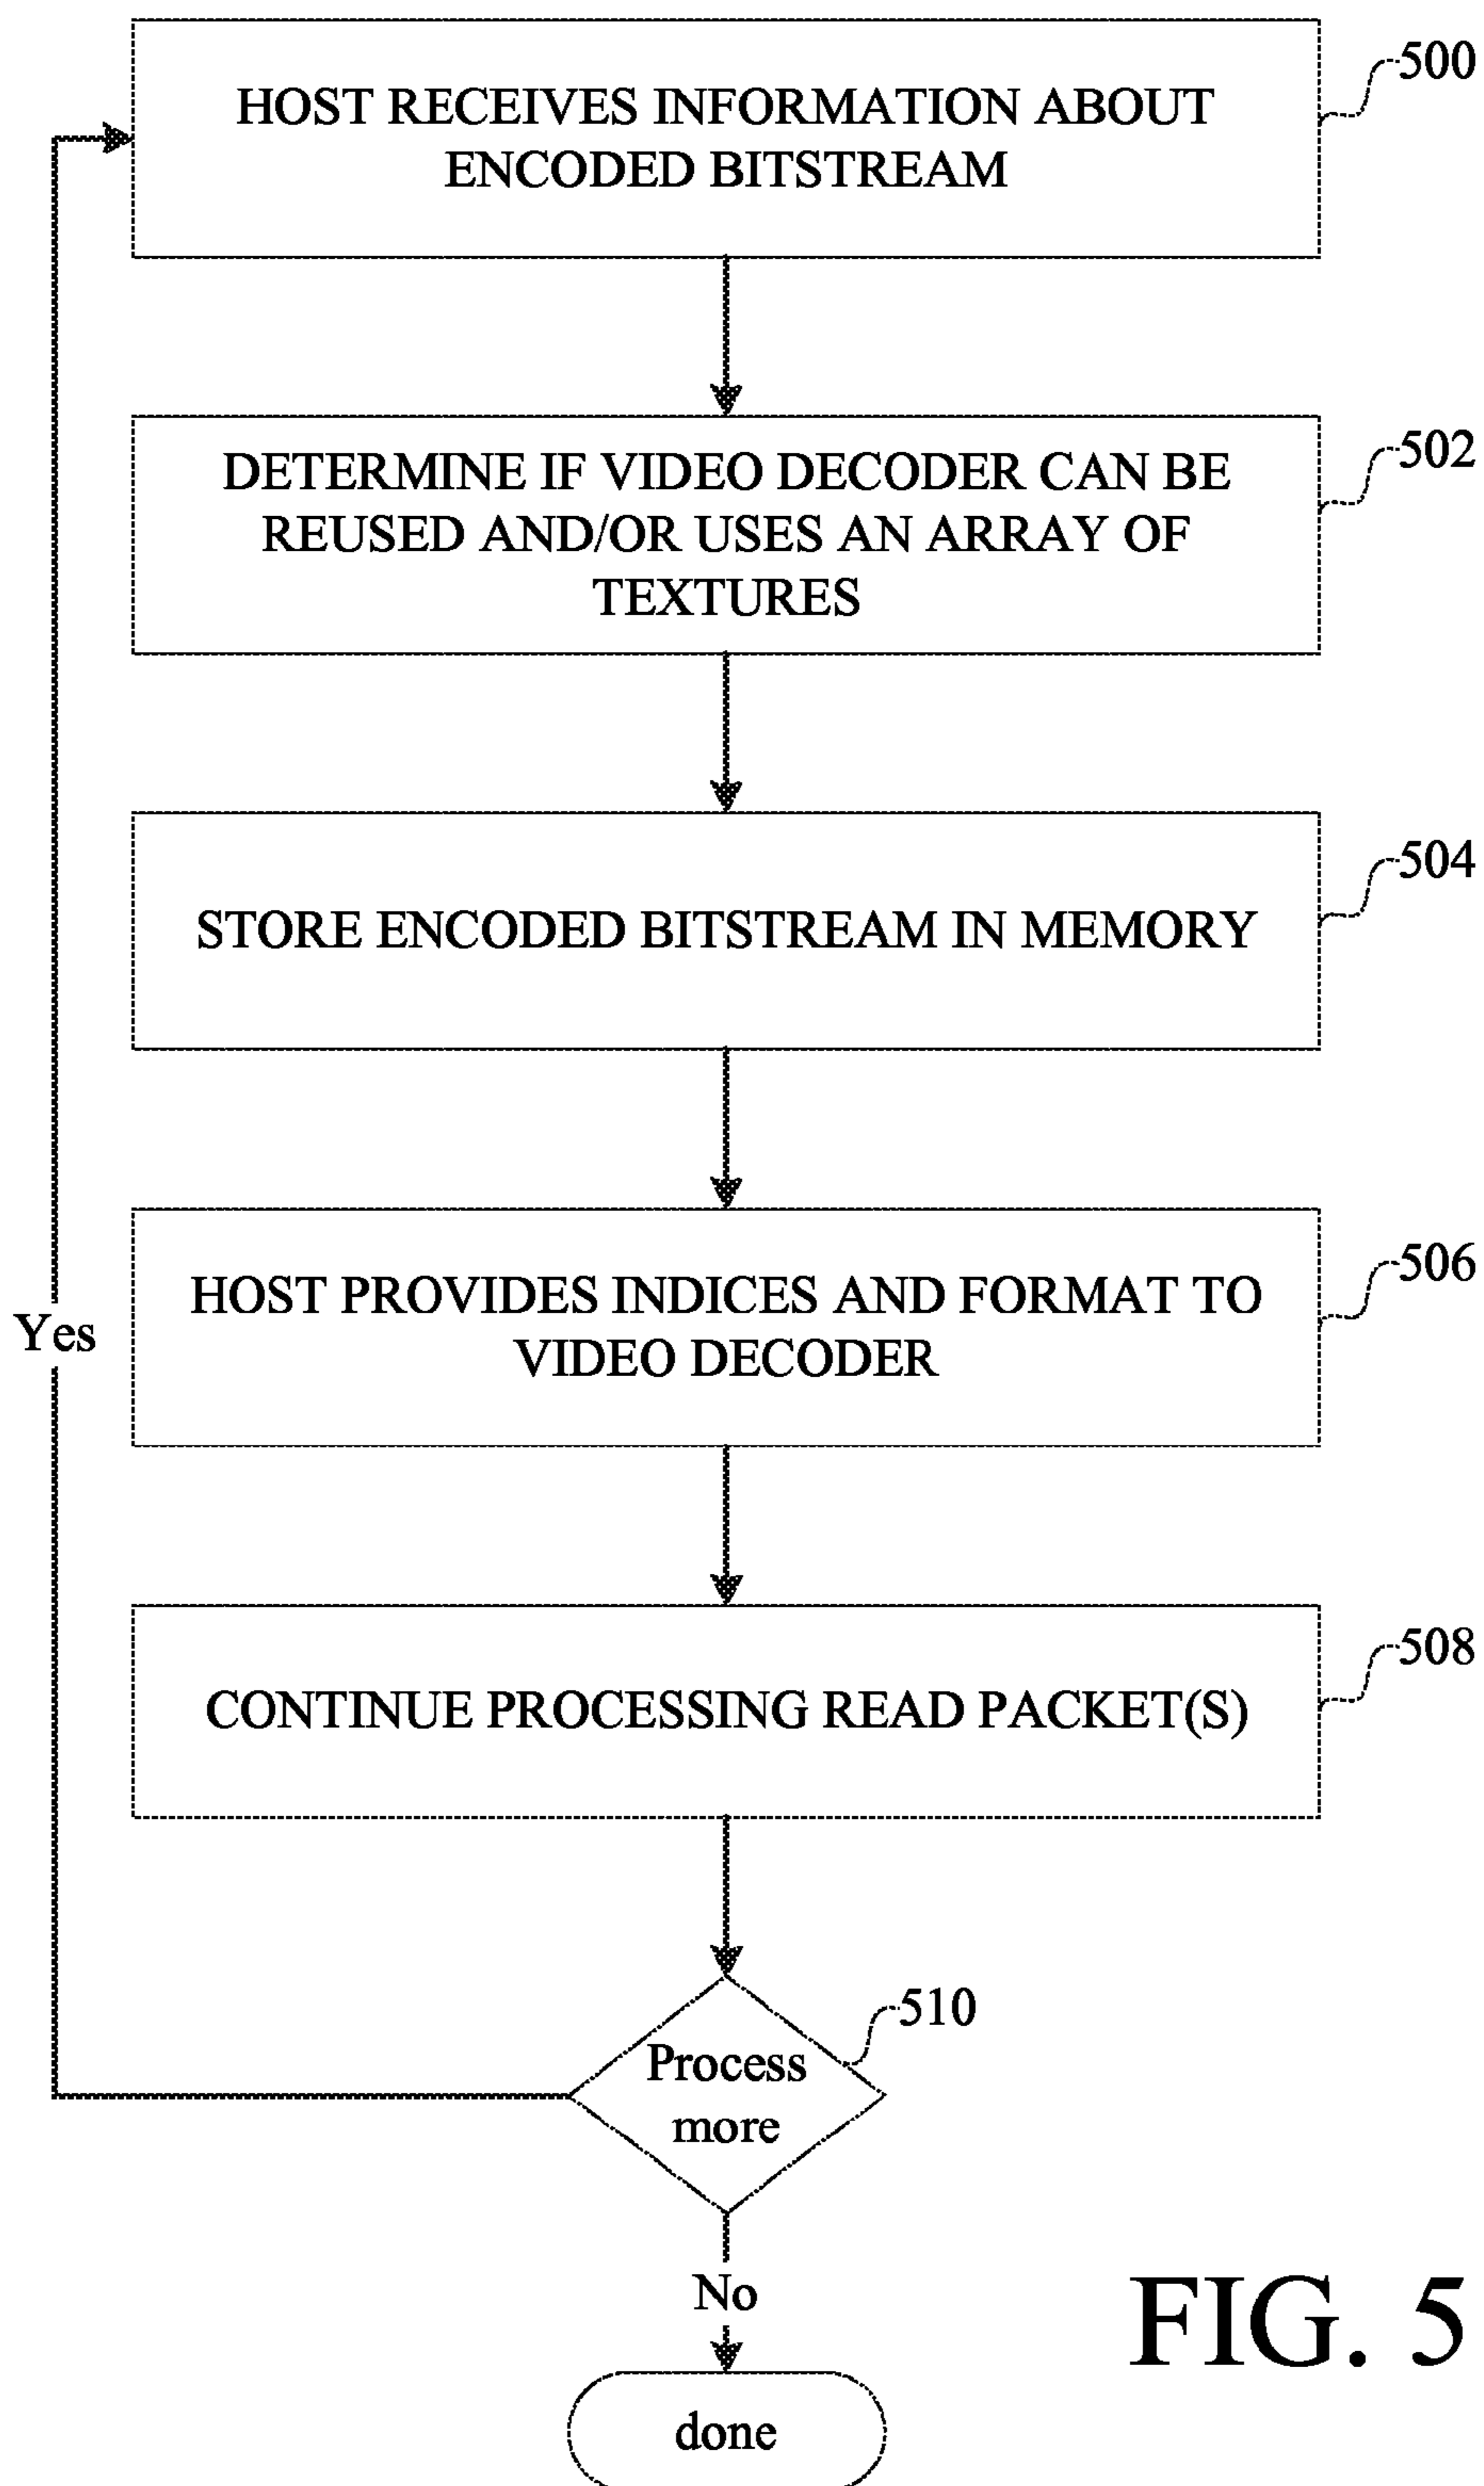 HOST RECEIVES INFORMATION ABOUT
ENCODED BITSTREAM
500
DETERMINE IF VIDEO DECODER CAN BE
REUSED AND/OR USES AN ARRAY OF
TEXTURES
502
STORE ENCODED BITSTREAM IN MEMORY
504
HOST PROVIDES INDICES AND FORMAT TO
VIDEO DECODER
506
Yes
CONTINUE PROCESSING READ PACKET(S)
508
Process
more
510
No
done
FIG. 5